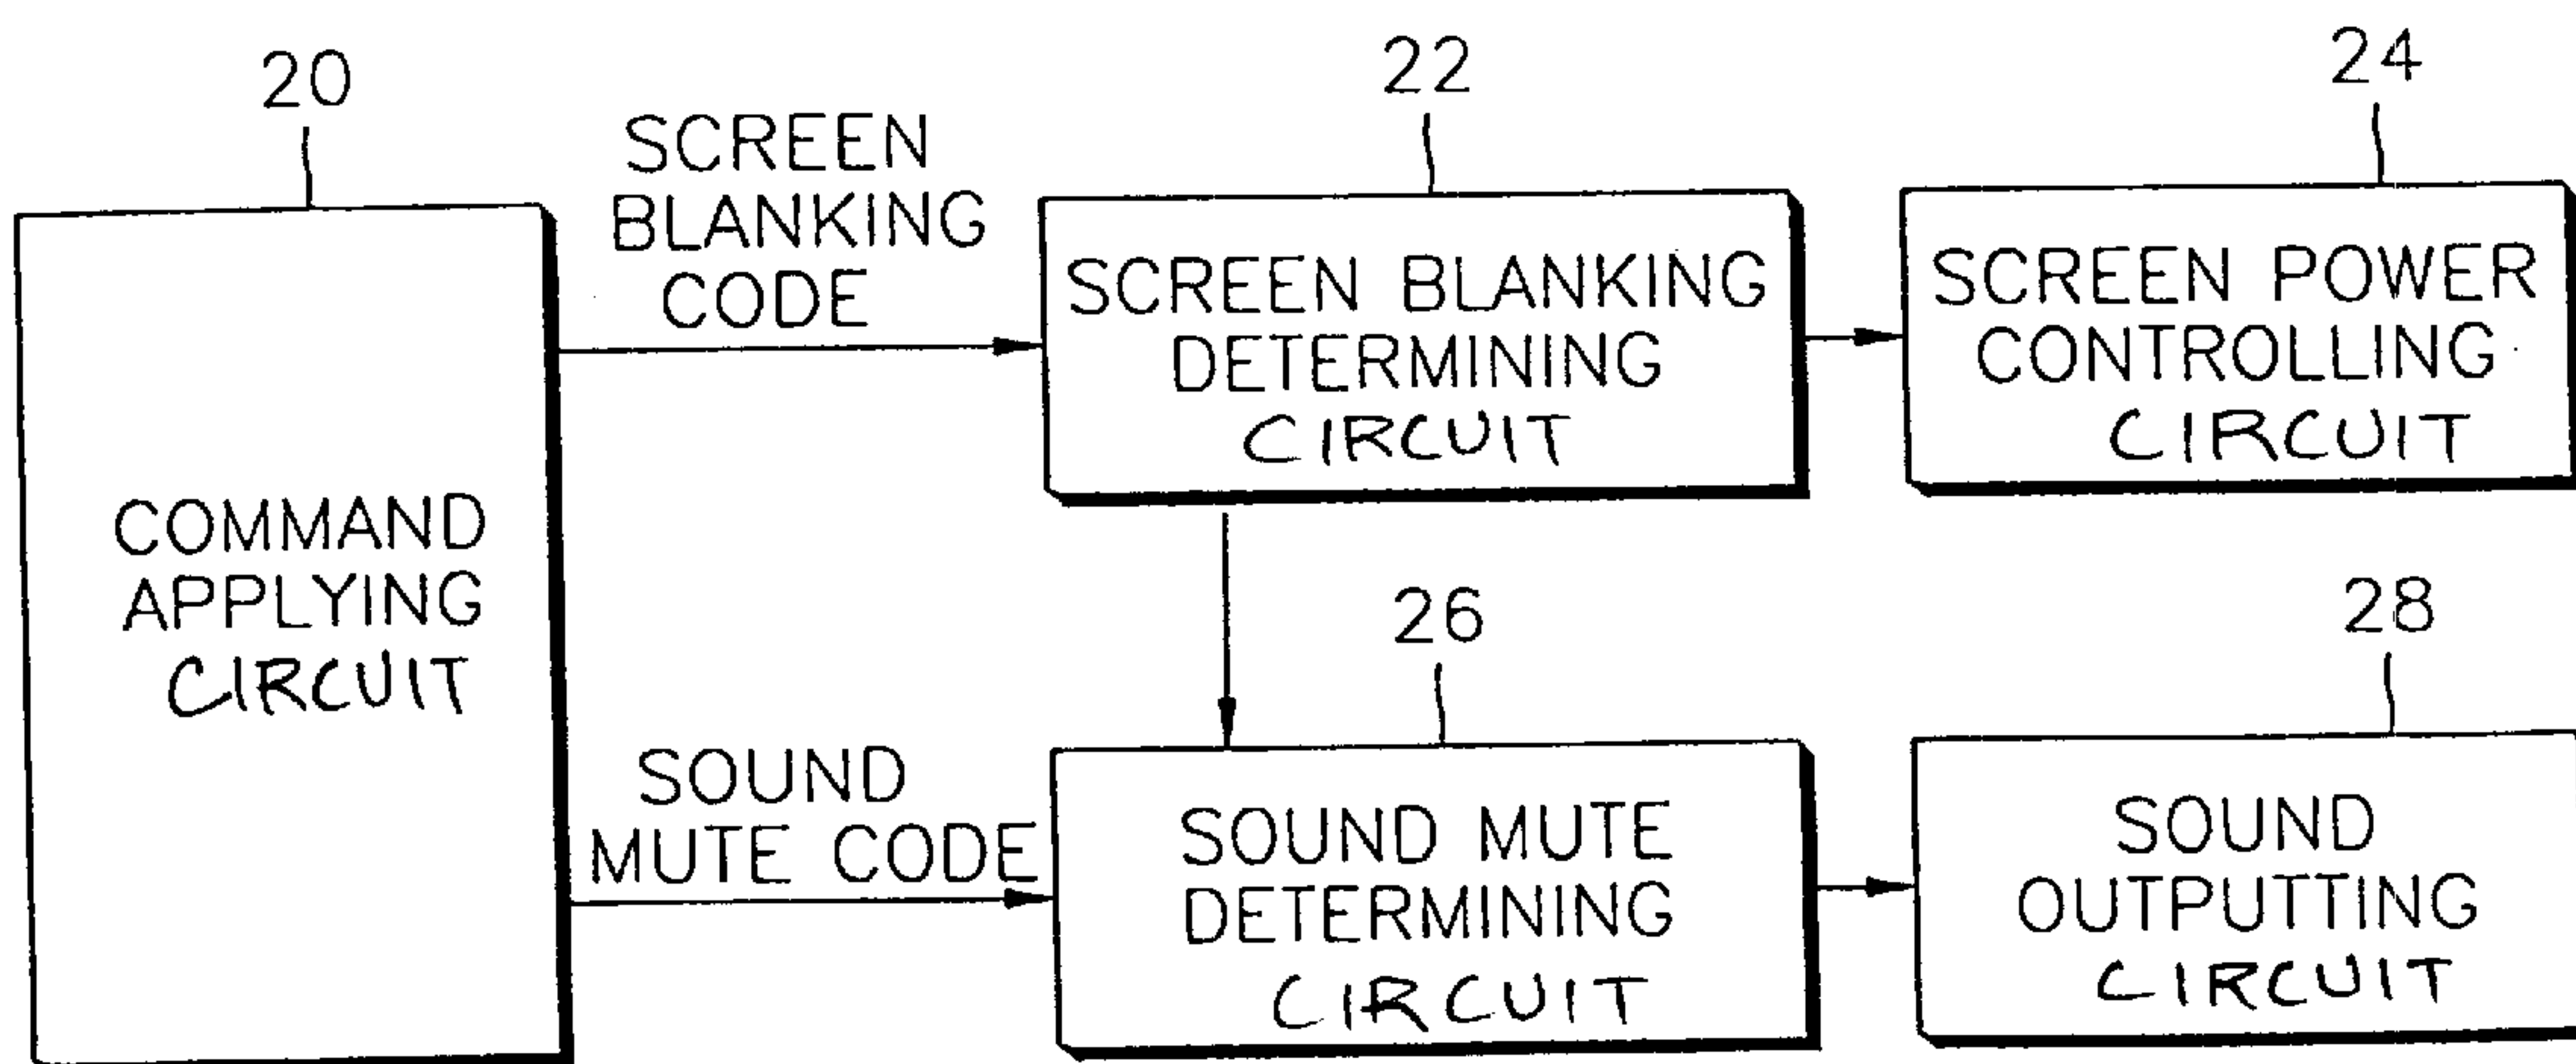 20
SCREEN
BLANKING
CODE
22
24
COMMAND
APPLYING
CIRCUIT
SCREEN BLANKING
DETERMINING
CIRCUIT
SCREEN POWER
CONTROLLING
CIRCUIT
SOUND
MUTE CODE
26
28
SOUND MUTE
DETERMINING
CIRCUIT
SOUND
OUTPUTTING
CIRCUIT